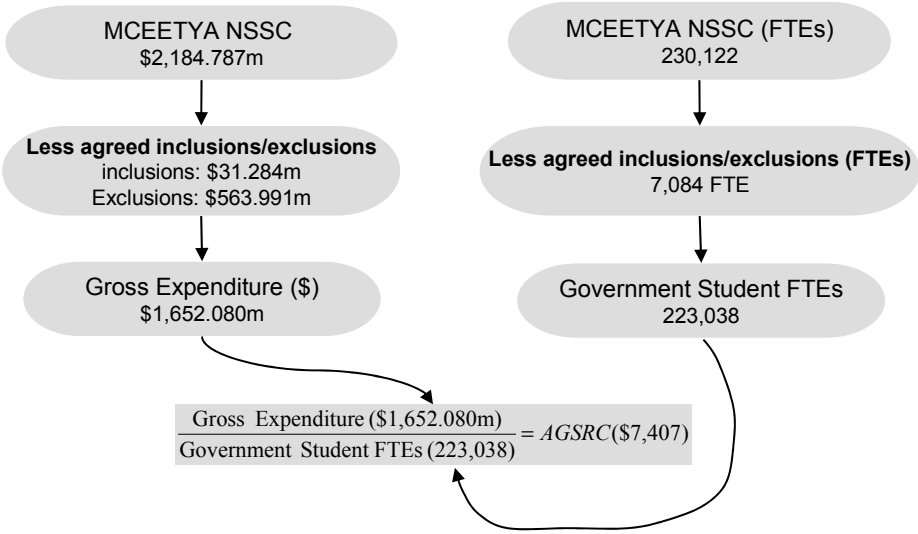 MCEETYA NSSC
$2,184.787m
Less agreed inclusions/exclusions
inclusions: $31.284m
Exclusions: $563.991m
Gross Expenditure ($)
$1,652.080m
MCEETYA NSSC (FTEs)
230,122
Less agreed inclusions/exclusions (FTEs)
7,084 FTE
Government Student FTEs
223,038
Gross Expenditure ($1,652.080m)
Government Student FTEs (223,038)
= AGSRC($7,407)